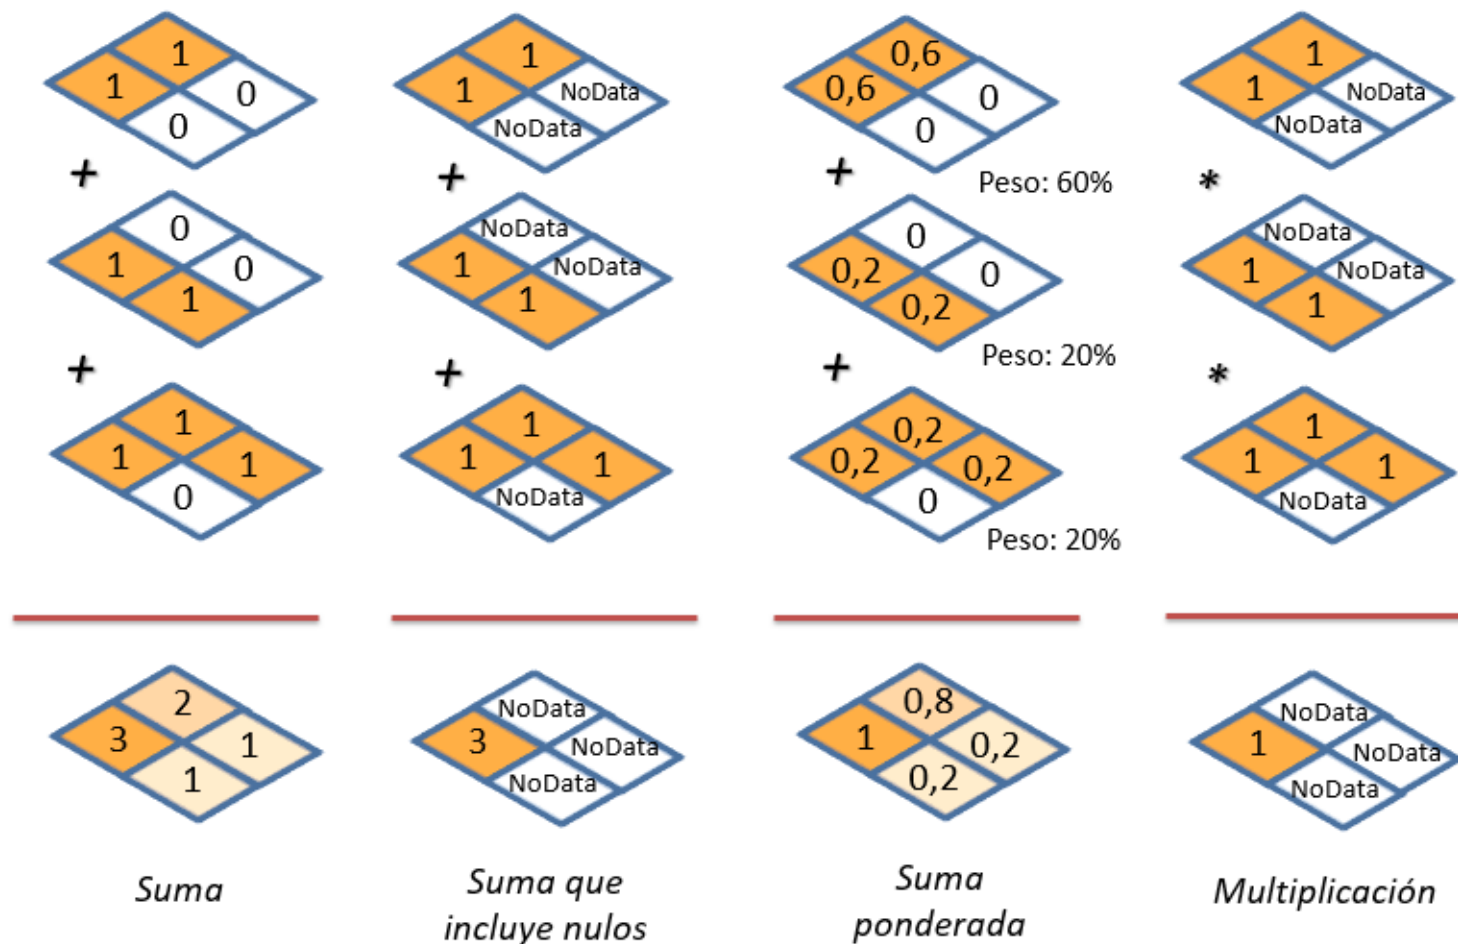 1
1
0
0
+
0
1
0
1
+
1
1
1
0
2
3
1
1
Suma
1
1
NoData
NoData
+
NoData
1
NoData
1
+
1
1
1
NoData
NoData
3
NoData
NoData
Suma que
incluye nulos
0,6
0,6
0
0
+
Peso: 60%
0
0,2
0
0,2
+
Peso: 20%
0,2
0,2
0,2
0
Peso: 20%
0,8
1
0,2
0,2
Suma
ponderada
1
1
NoData
NoData
*
NoData
1
NoData
1
*
1
1
1
NoData
NoData
1
NoData
NoData
Multiplicación